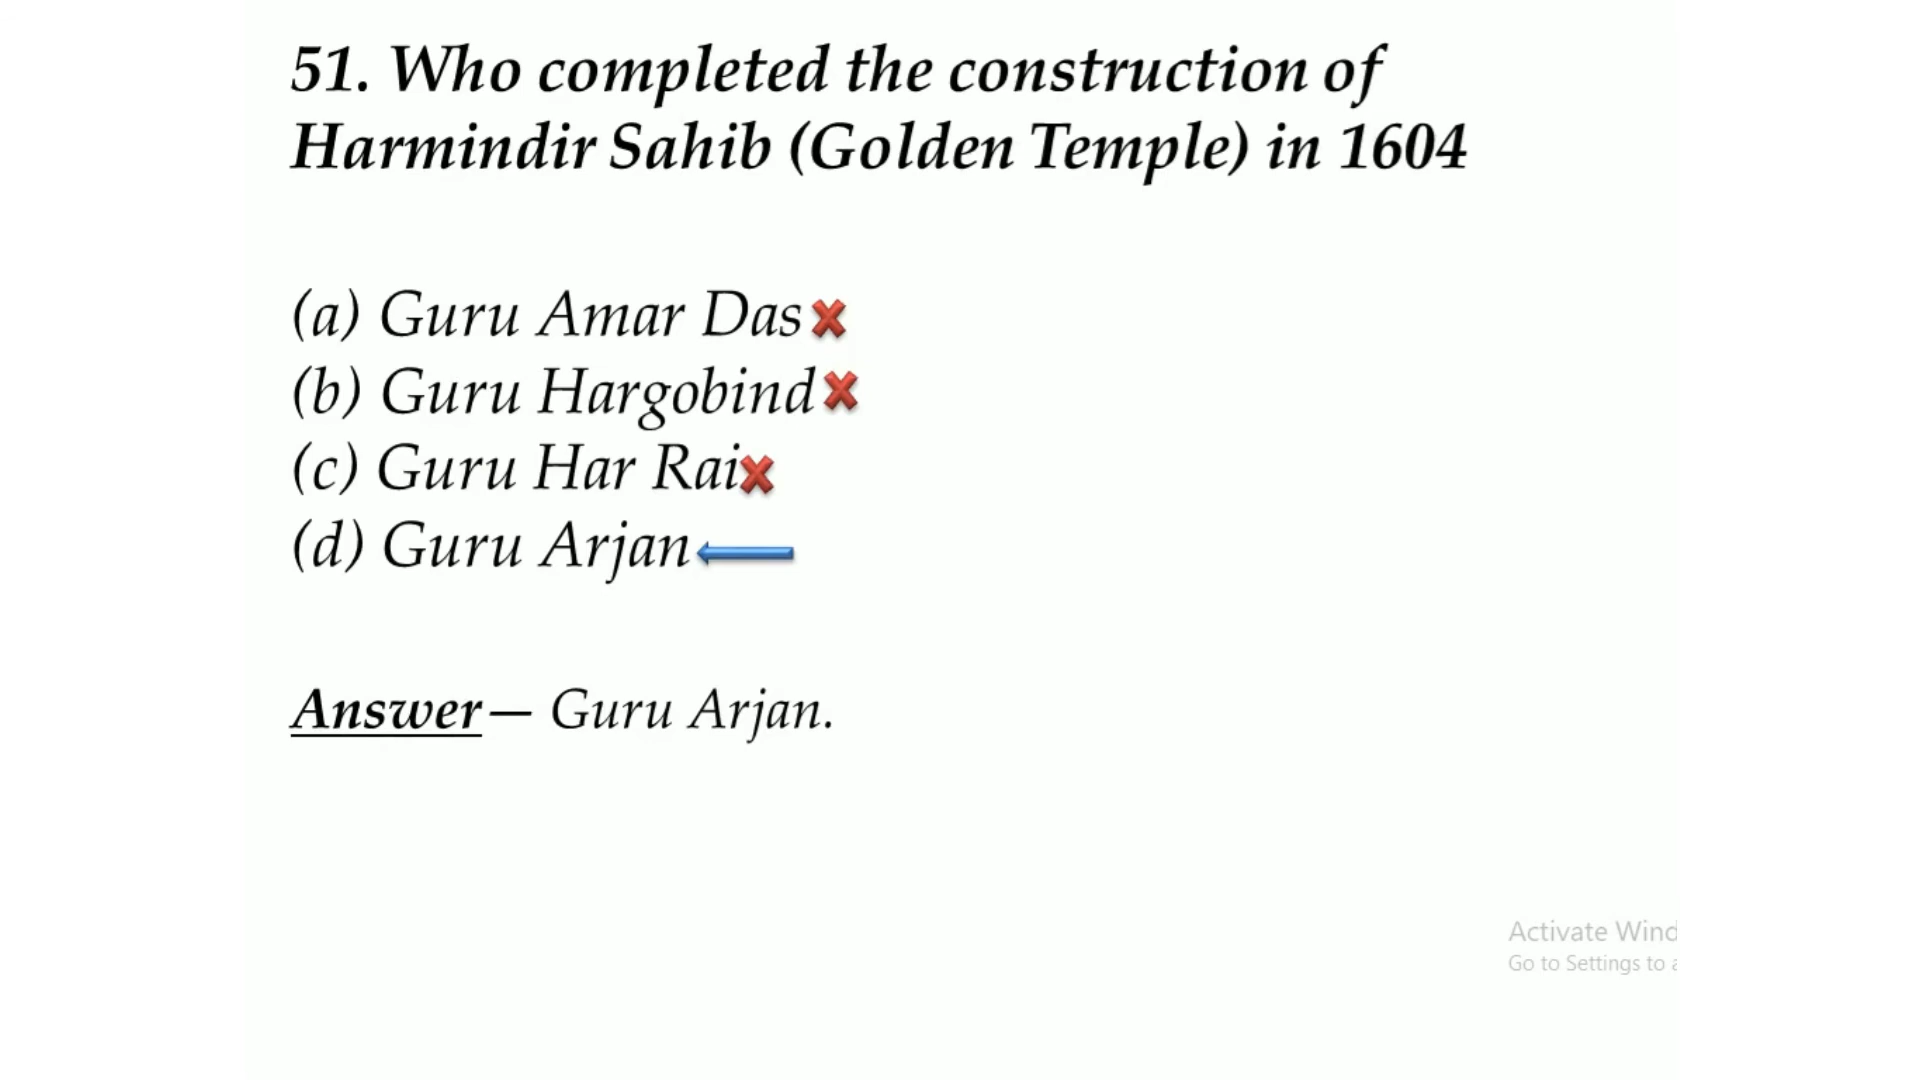 51. Who completed the construction of
Harmindir Sahib (Golden Temple) in 1604
(a) Guru Amar Das
(b) Guru Hargobind
(c) Guru Har Rai
(d) Guru Arjan
Answer— Guru Arjan.
Activate Wind
Go to Settings to a